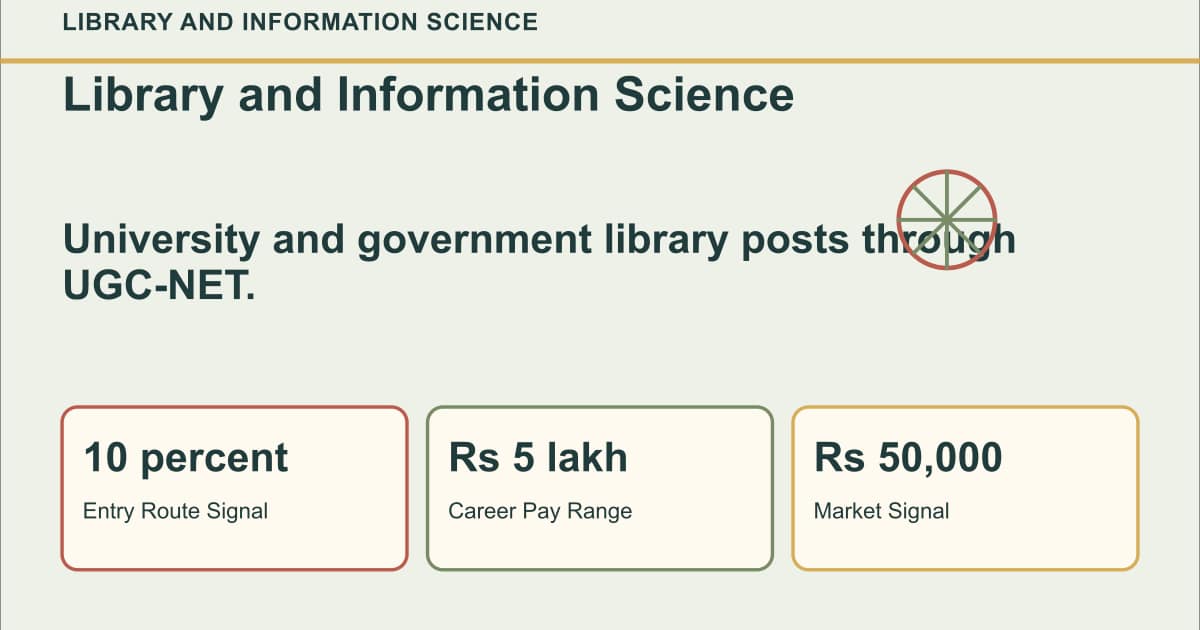 LIBRARY AND INFORMATION SCIENCE
Library and Information Science
University and government library posts through
UGC-NET.
10 percent
Entry Route Signal
Rs 5 lakh
Career Pay Range
Rs 50,000
Market Signal